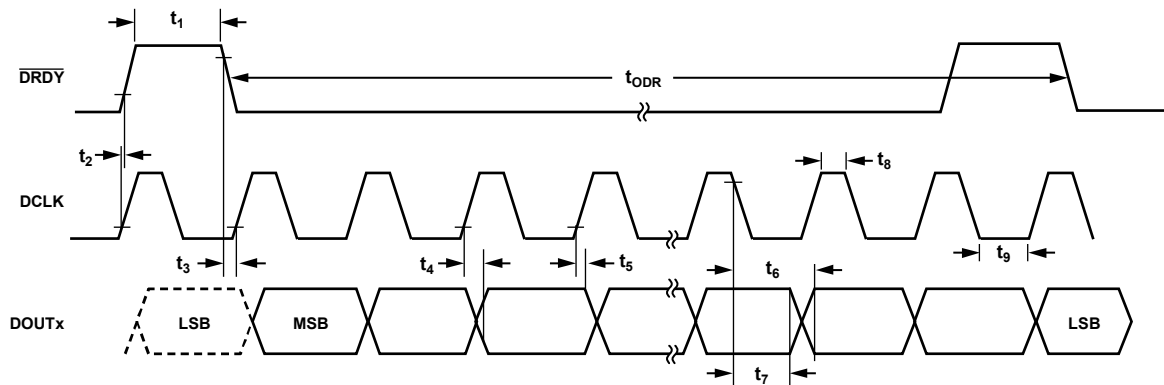 t1
DRDY
tODR
t2
t8
DCLK
t3
t4
t5
t6
t9
DOUTx
LSB
MSB
LSB
t7